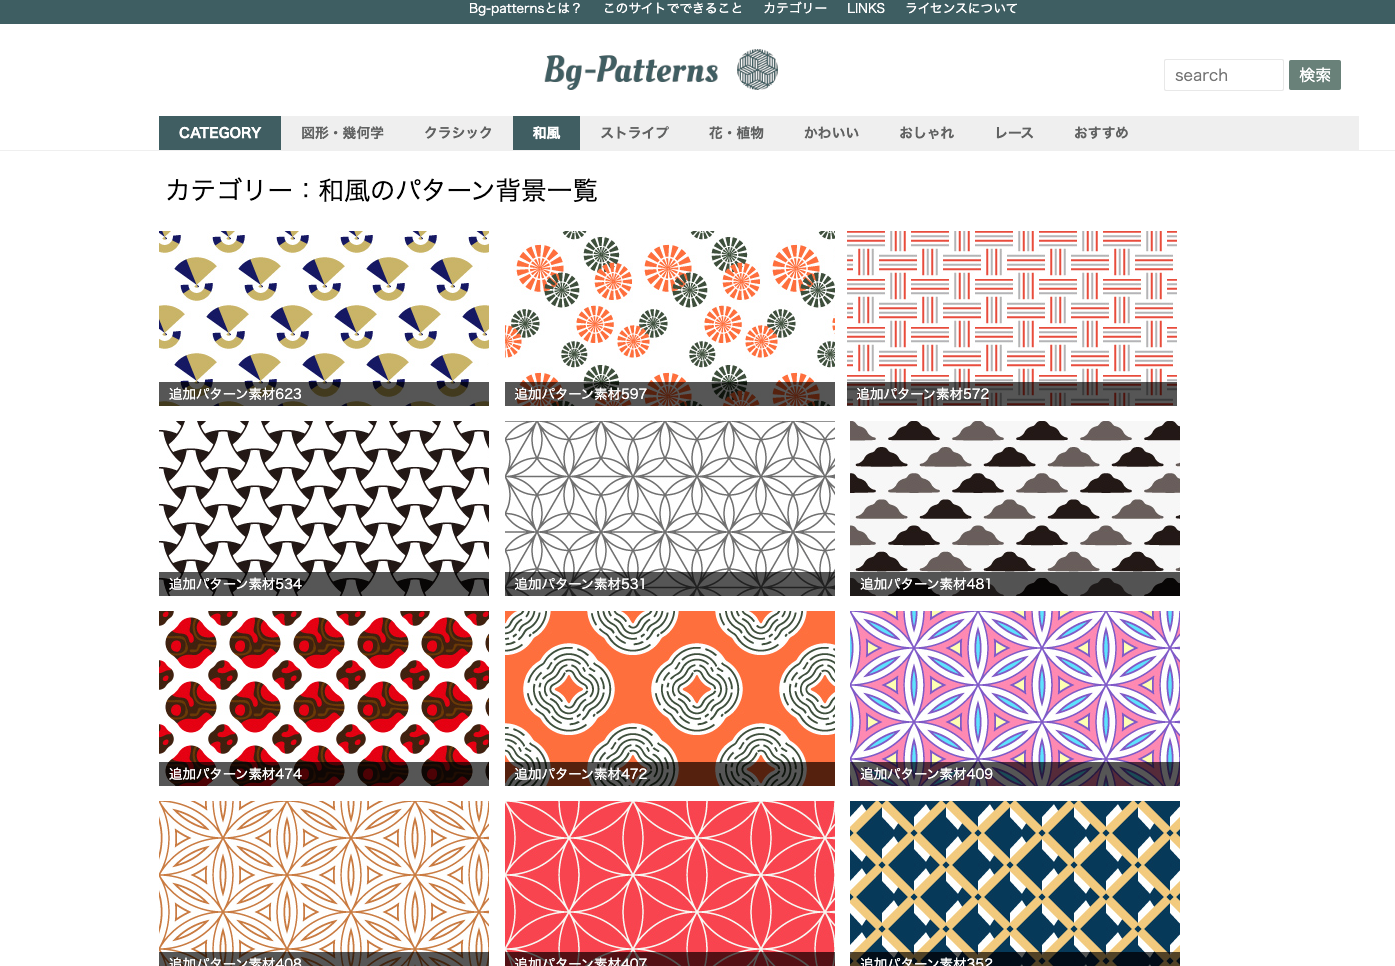 Bg-patternsとは？ このサイトでできること カテゴリー LINKS ライセンスについて
Bg-Patterns
search 検索
CATEGORY 図形・幾何学 クラシック 和風 ストライプ 花・植物 かわいい おしゃれ レース おすすめ
カテゴリー：和風のパターン背景一覧
追加パターン素材623 追加パターン素材597 追加パターン素材572
追加パターン素材534 追加パターン素材531 追加パターン素材481
追加パターン素材474 追加パターン素材472 追加パターン素材409
追加パターン素材408 追加パターン素材407 追加パターン素材352